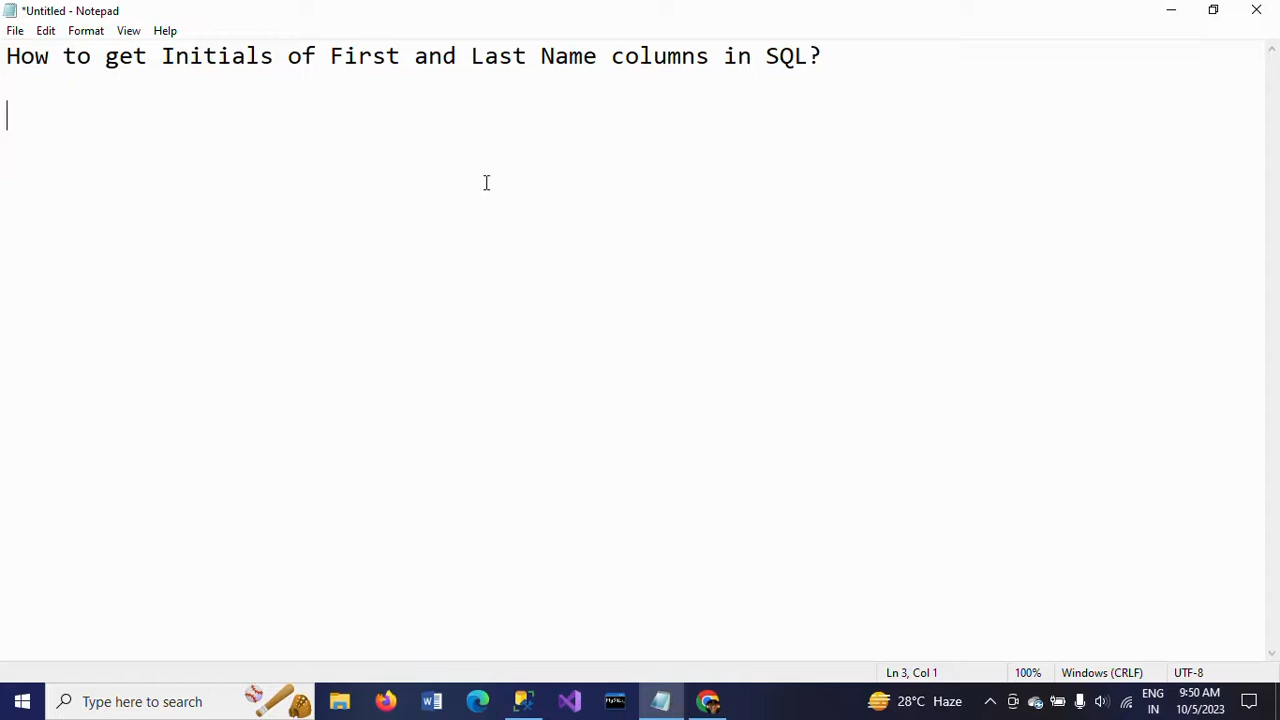 *Untitled - Notepad
File Edit Format View Help
How to get Initials of First and Last Name columns in SQL?
Ln 3, Col 1 100% Windows (CRLF) UTF-8
Type here to search
MySQL
28°C Haze
ENG
IN
9:50 AM
10/5/2023